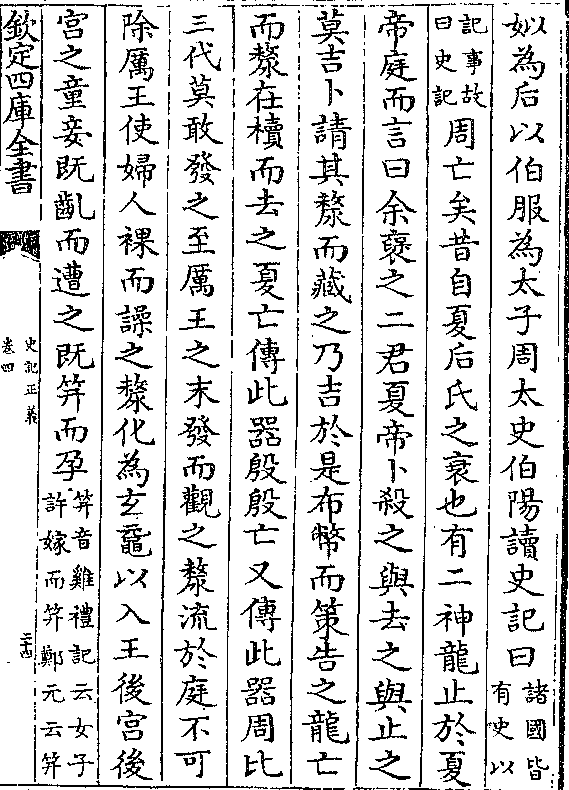 姒為后以伯服為太子周太史伯陽讀史記曰諸國皆有史以
記事故曰史記周亡矣昔自夏后氏之衰也有二神龍止於夏
帝庭而言曰余襃之二君夏帝卜殺之與去之與止之
莫吉卜請其漦而藏之乃吉於是布幣而策告之龍亡
而漦在櫝而去之夏亡傳此器殷殷亡又傳此器周比
三代莫敢發之至厲王之末發而觀之漦流於庭不可
除厲王使婦人裸而譟之漦化為玄黿以入王後宮後
宮之童妾既齓而遭之既笄而孕笄音雞禮記云女子許嫁而笄鄭元云笄
欽定四庫全書
史記正義
卷四
三十四